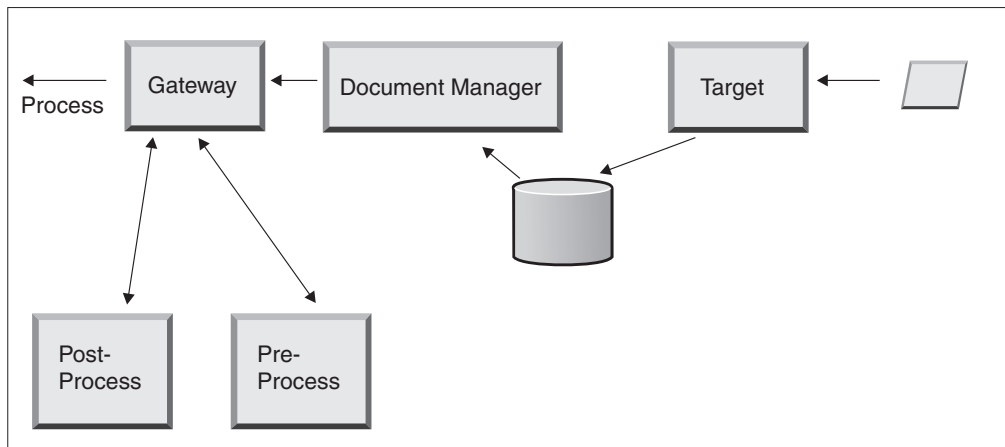 Gateway
Document Manager
Target
Process
Post-
Process
Pre-
Process